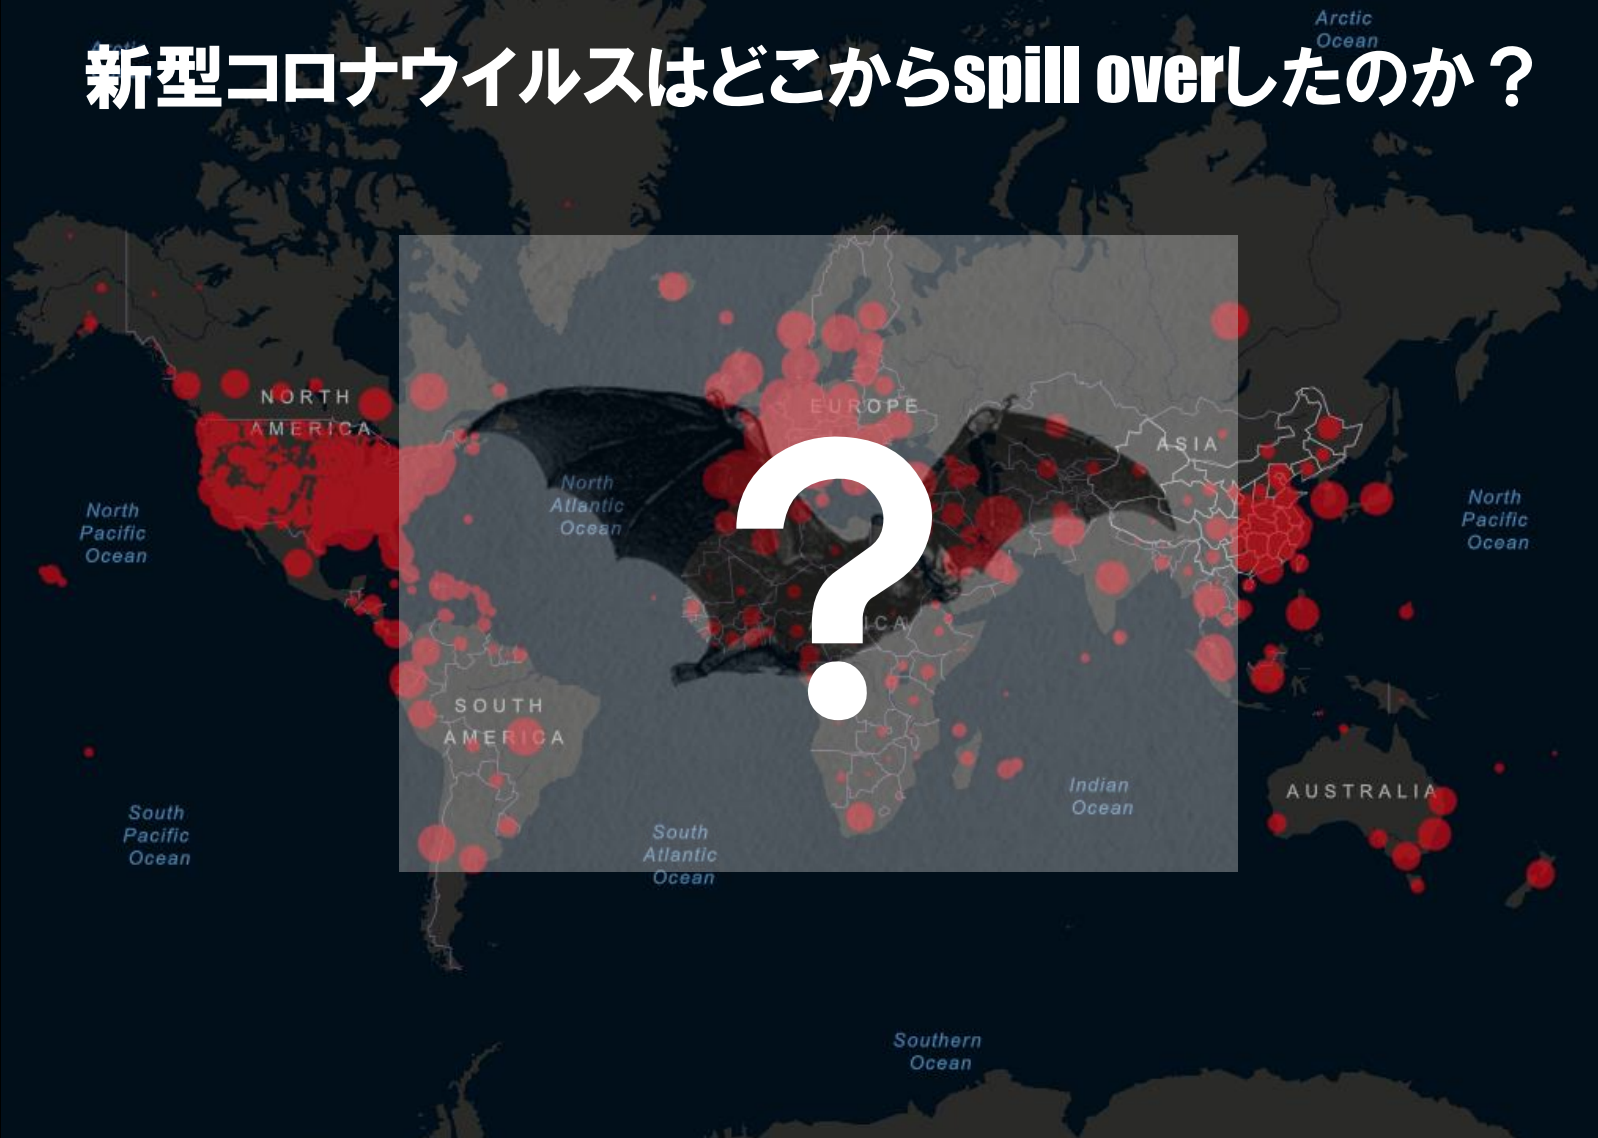 新型コロナウイルスはどこからspill overしたのか？
Arctic
Ocean
NORTH
AMERICA
EUROPE
ASIA
North
Atlantic
Ocean
North
Pacific
Ocean
North
Pacific
Ocean
?
SOUTH
AMERICA
Indian
Ocean
AUSTRALIA
South
Pacific
Ocean
South
Atlantic
Ocean
Southern
Ocean